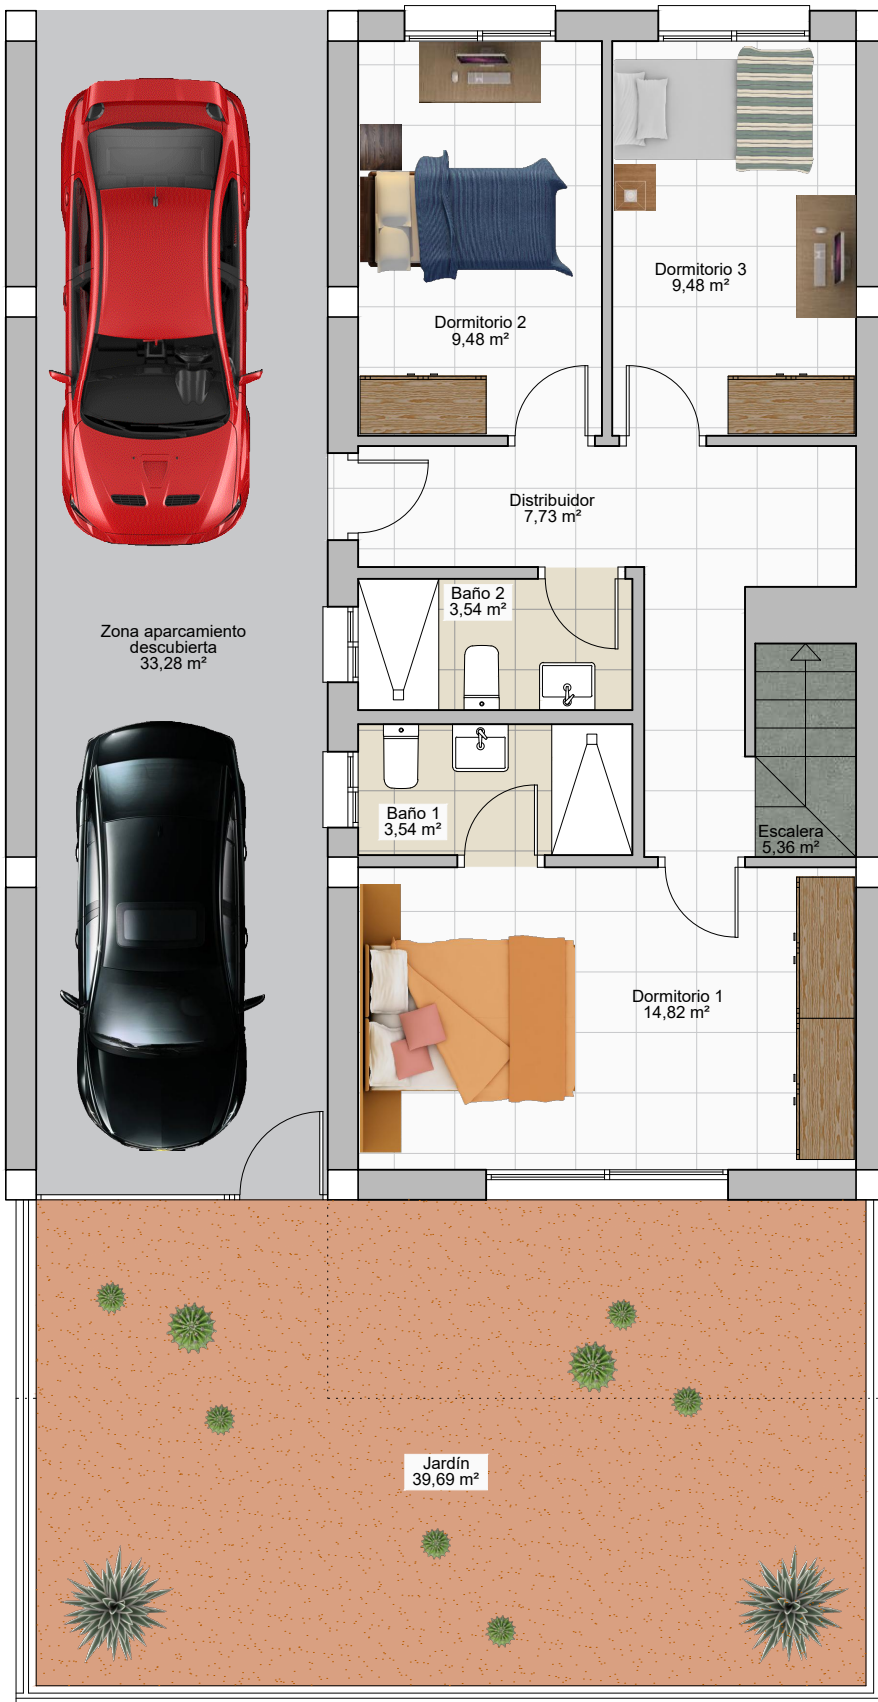 Dormitorio 3
9,48 m²
Dormitorio 2
9,48 m²
Distribuidor
7,73 m²
Baño 2
3,54 m²
Zona aparcamiento
descubierta
33,28 m²
Baño 1
3,54 m²
Escalera
5,36 m²
Dormitorio 1
14,82 m²
Jardín
39,69 m²